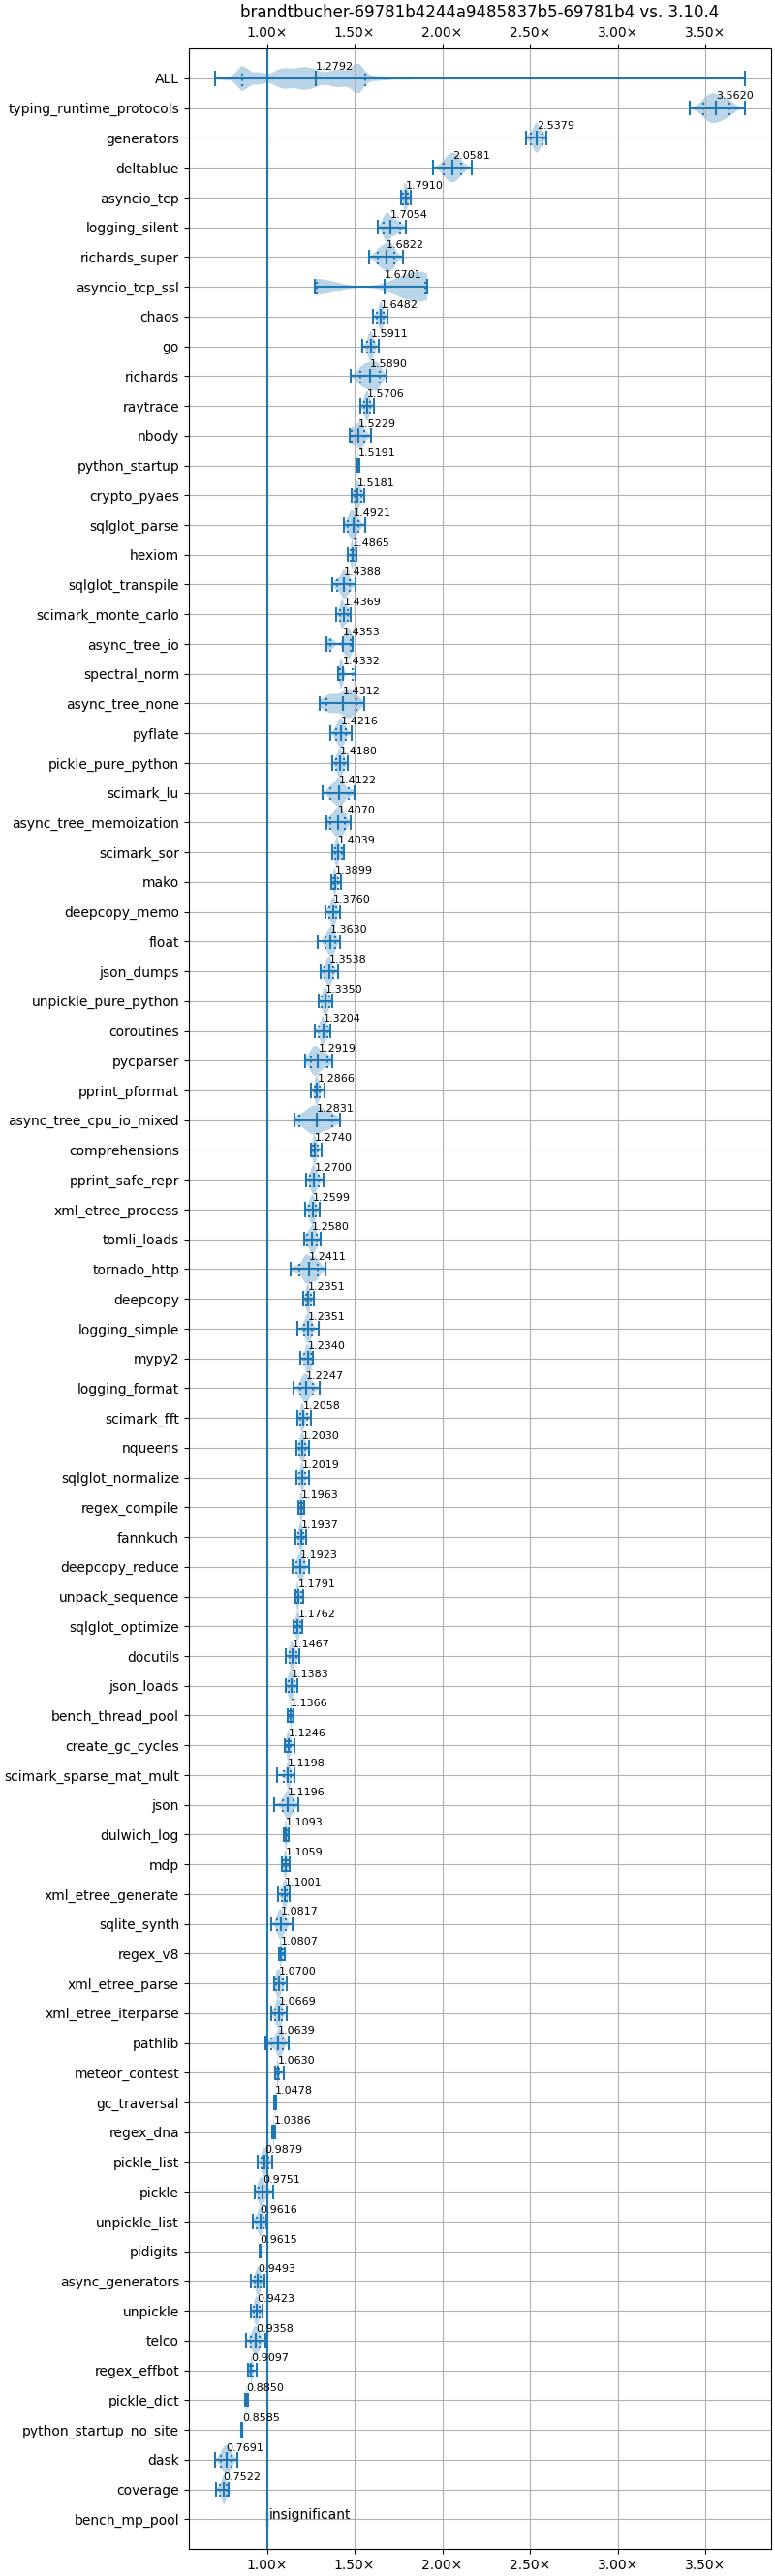 brandtbucher-69781b4244a9485837b5-69781b4 vs. 3.10.4
1.00× 1.50× 2.00× 2.50× 3.00× 3.50×
ALL 1.2792
typing_runtime_protocols 3.5620
generators 2.5379
deltablue 2.0581
asyncio_tcp 1.7910
logging_silent 1.7054
richards_super 1.6822
asyncio_tcp_ssl 1.6701
chaos 1.6482
go 1.5911
richards 1.5890
raytrace 1.5706
nbody 1.5229
python_startup 1.5191
crypto_pyaes 1.5181
sqlglot_parse 1.4921
hexiom 1.4865
sqlglot_transpile 1.4388
scimark_monte_carlo 1.4369
async_tree_io 1.4353
spectral_norm 1.4332
async_tree_none 1.4312
pyflate 1.4216
pickle_pure_python 1.4180
scimark_lu 1.4122
async_tree_memoization 1.4070
scimark_sor 1.4039
mako 1.3899
deepcopy_memo 1.3760
float 1.3630
json_dumps 1.3538
unpickle_pure_python 1.3350
coroutines 1.3204
pycparser 1.2919
pprint_pformat 1.2866
async_tree_cpu_io_mixed 1.2831
comprehensions 1.2740
pprint_safe_repr 1.2700
xml_etree_process 1.2599
tomli_loads 1.2580
tornado_http 1.2411
deepcopy 1.2351
logging_simple 1.2351
mypy2 1.2340
logging_format 1.2247
scimark_fft 1.2058
nqueens 1.2030
sqlglot_normalize 1.2019
regex_compile 1.1963
fannkuch 1.1937
deepcopy_reduce 1.1923
unpack_sequence 1.1791
sqlglot_optimize 1.1762
docutils 1.1467
json_loads 1.1383
bench_thread_pool 1.1366
create_gc_cycles 1.1246
scimark_sparse_mat_mult 1.1198
json 1.1196
dulwich_log 1.1093
mdp 1.1059
xml_etree_generate 1.1001
sqlite_synth 1.0817
regex_v8 1.0807
xml_etree_parse 1.0700
xml_etree_iterparse 1.0669
pathlib 1.0639
meteor_contest 1.0630
gc_traversal 1.0478
regex_dna 1.0386
pickle_list 0.9879
pickle 0.9751
unpickle_list 0.9616
pidigits 0.9615
async_generators 0.9493
unpickle 0.9423
telco 0.9358
regex_effbot 0.9097
pickle_dict 0.8850
python_startup_no_site 0.8585
dask 0.7691
coverage 0.7522
bench_mp_pool insignificant
1.00× 1.50× 2.00× 2.50× 3.00× 3.50×